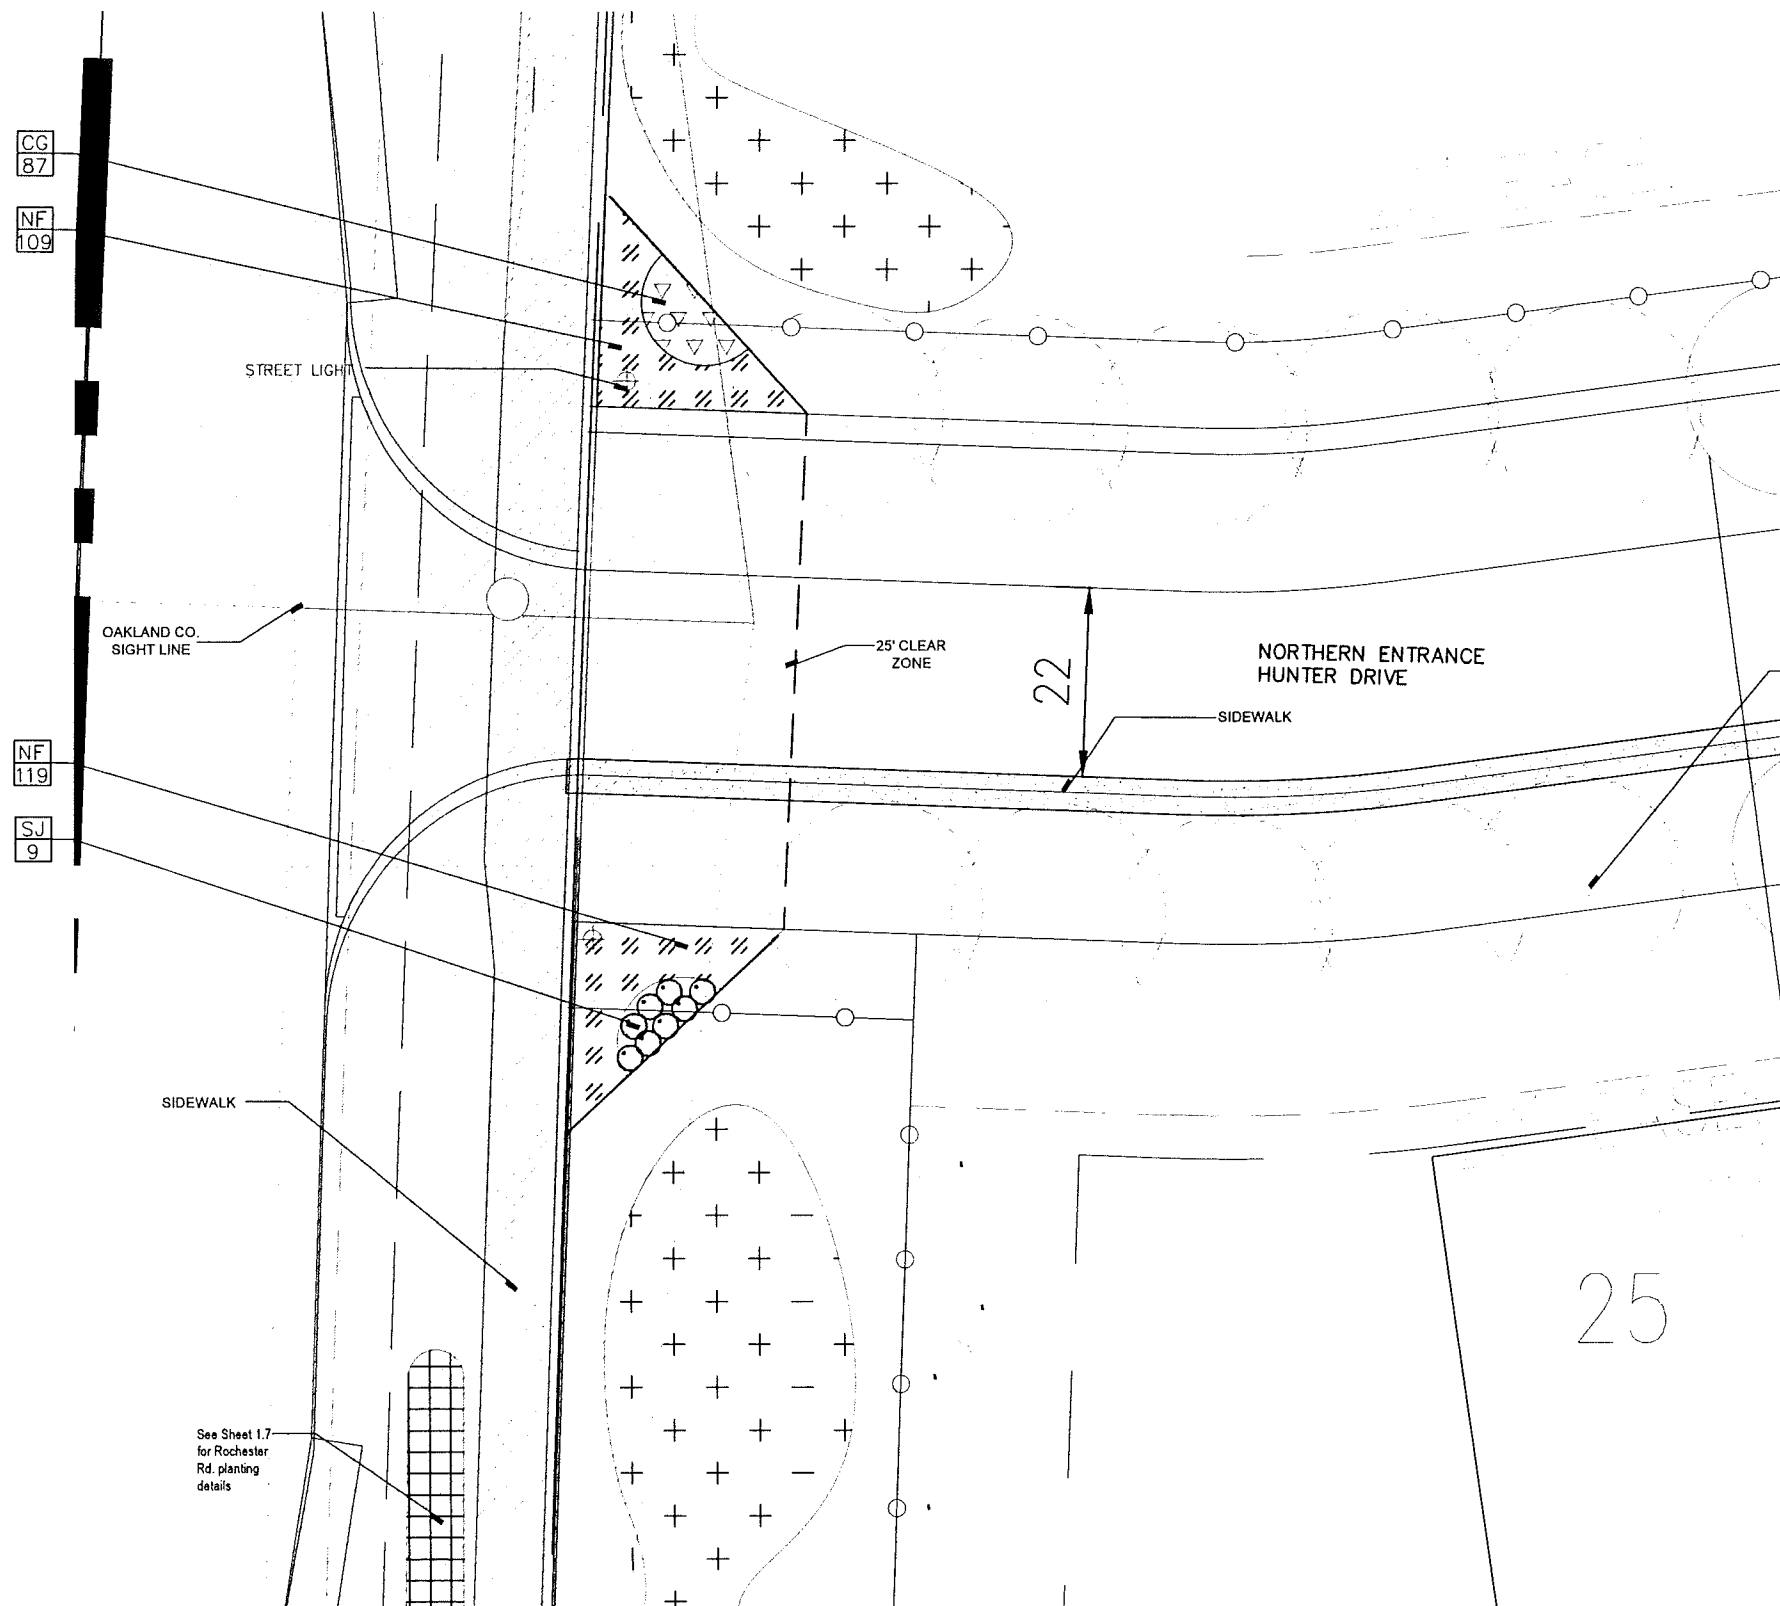 CG
87
NF
109
STREET LIGHT
OAKLAND CO.
SIGHT LINE
25' CLEAR
ZONE
22
NORTHERN ENTRANCE
HUNTER DRIVE
SIDEWALK
NF
119
SJ
9
SIDEWALK
25
See Sheet 1.7
for Rochester
Rd. planting
details